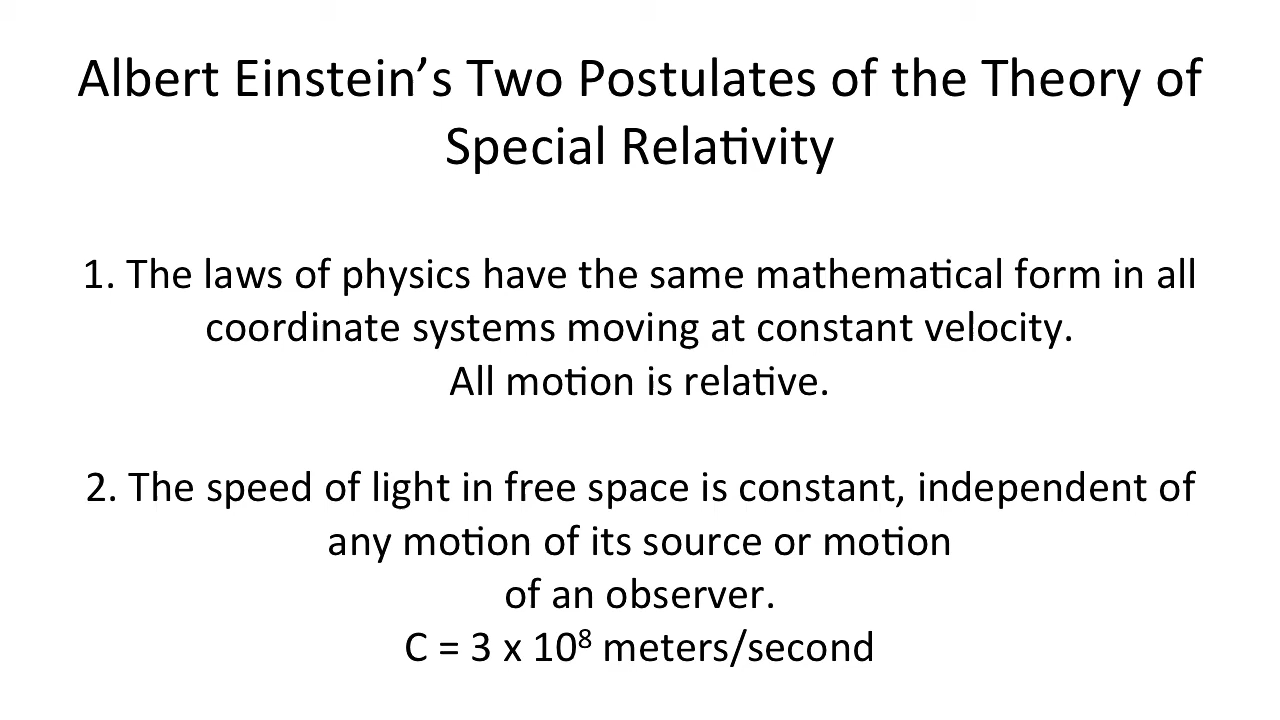 Albert Einstein’s Two Postulates of the Theory of
Special Relativity
1. The laws of physics have the same mathematical form in all
coordinate systems moving at constant velocity.
All motion is relative.
2. The speed of light in free space is constant, independent of
any motion of its source or motion
of an observer.
C = 3 x 10⁸ meters/second